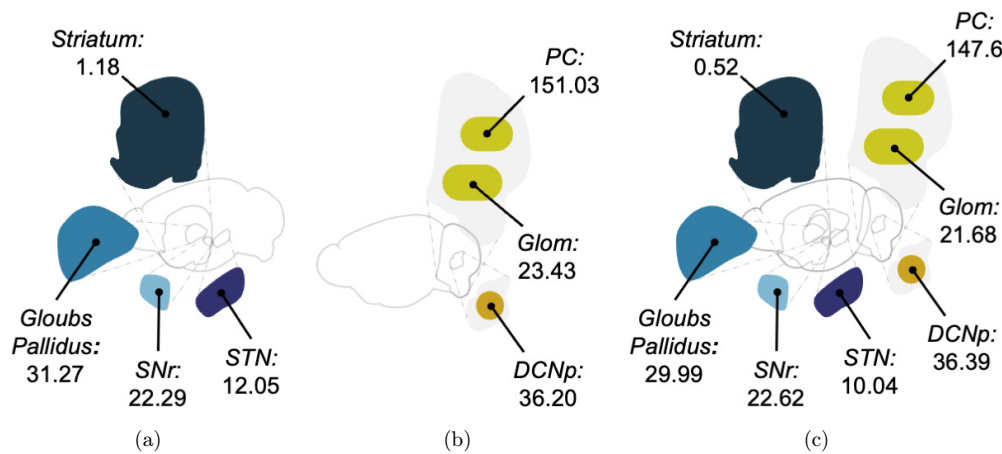 Striatum:
1.18
Gloubs
Pallidus:
31.27
SNr:
22.29
STN:
12.05
(a)
PC:
151.03
Glom:
23.43
DCNp:
36.20
(b)
Striatum:
0.52
PC:
147.6
Glom:
21.68
Gloubs
Pallidus:
29.99
SNr:
22.62
STN:
10.04
DCNp:
36.39
(c)